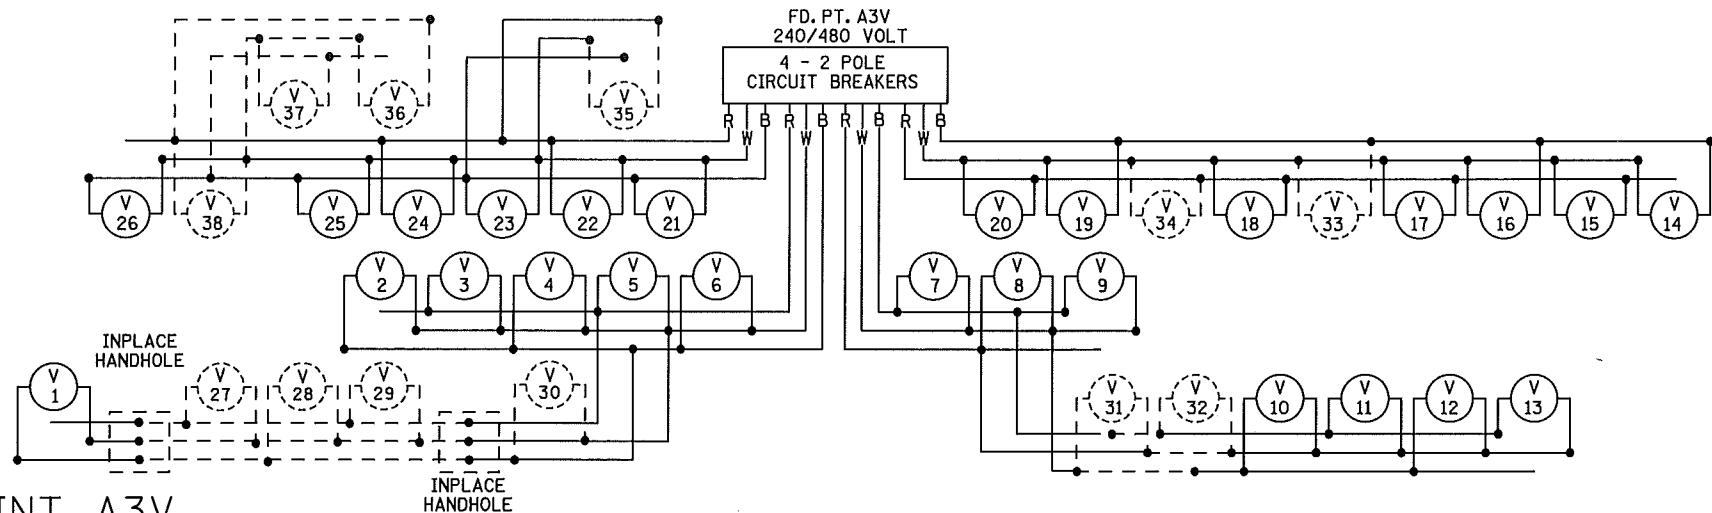 FD. PT. A3V
240/480 VOLT
4 - 2 POLE
CIRCUIT BREAKERS
R W B R W B R W B R W B
V 37
V 36
V 35
V 26
V 38
V 25
V 24
V 23
V 22
V 21
V 20
V 19
V 34
V 18
V 33
V 17
V 16
V 15
V 14
V 2
V 3
V 4
V 5
V 6
V 7
V 8
V 9
INPLACE
HANDHOLE
V 1
V 27
V 28
V 29
V 30
V 31
V 32
V 10
V 11
V 12
V 13
INPLACE
HANDHOLE
A3V